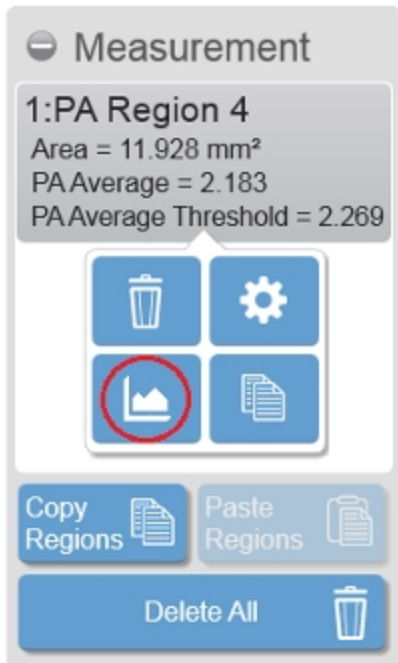 Measurement
1:PA Region 4
Area = 11.928 mm²
PA Average = 2.183
PA Average Threshold = 2.269
Copy
Regions
Paste
Regions
Delete All